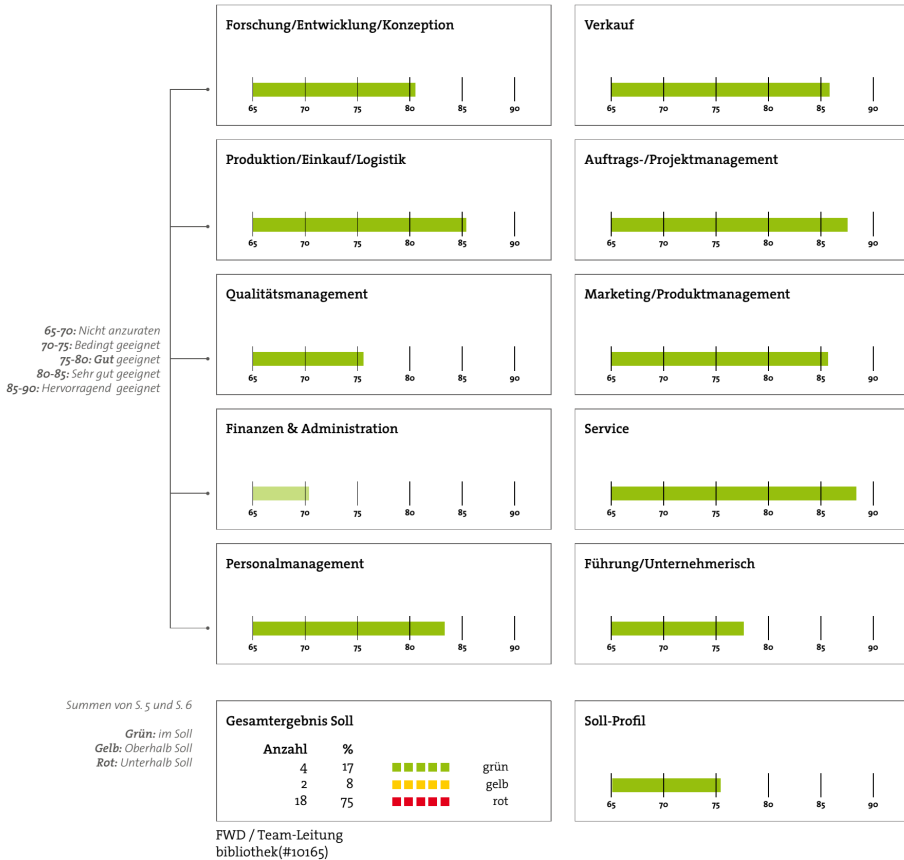 Forschung/Entwicklung/Konzeption
65 70 75 80 85 90
Verkauf
65 70 75 80 85 90
Produktion/Einkauf/Logistik
65 70 75 80 85 90
Auftrags-/Projektmanagement
65 70 75 80 85 90
Qualitätsmanagement
65 70 75 80 85 90
Marketing/Produktmanagement
65 70 75 80 85 90
65-70: Nicht anzuraten
70-75: Bedingt geeignet
75-80: Gut geeignet
80-85: Sehr gut geeignet
85-90: Hervorragend geeignet
Finanzen & Administration
65 70 75 80 85 90
Service
65 70 75 80 85 90
Personalmanagement
65 70 75 80 85 90
Führung/Unternehmerisch
65 70 75 80 85 90
Summen von S. 5 und S. 6
Grün: im Soll
Gelb: Oberhalb Soll
Rot: Unterhalb Soll
Gesamtergebnis Soll
Anzahl %
4 17 grün
2 8 gelb
18 75 rot
Soll-Profil
65 70 75 80 85 90
FWD / Team-Leitung
bibliothek(#10165)